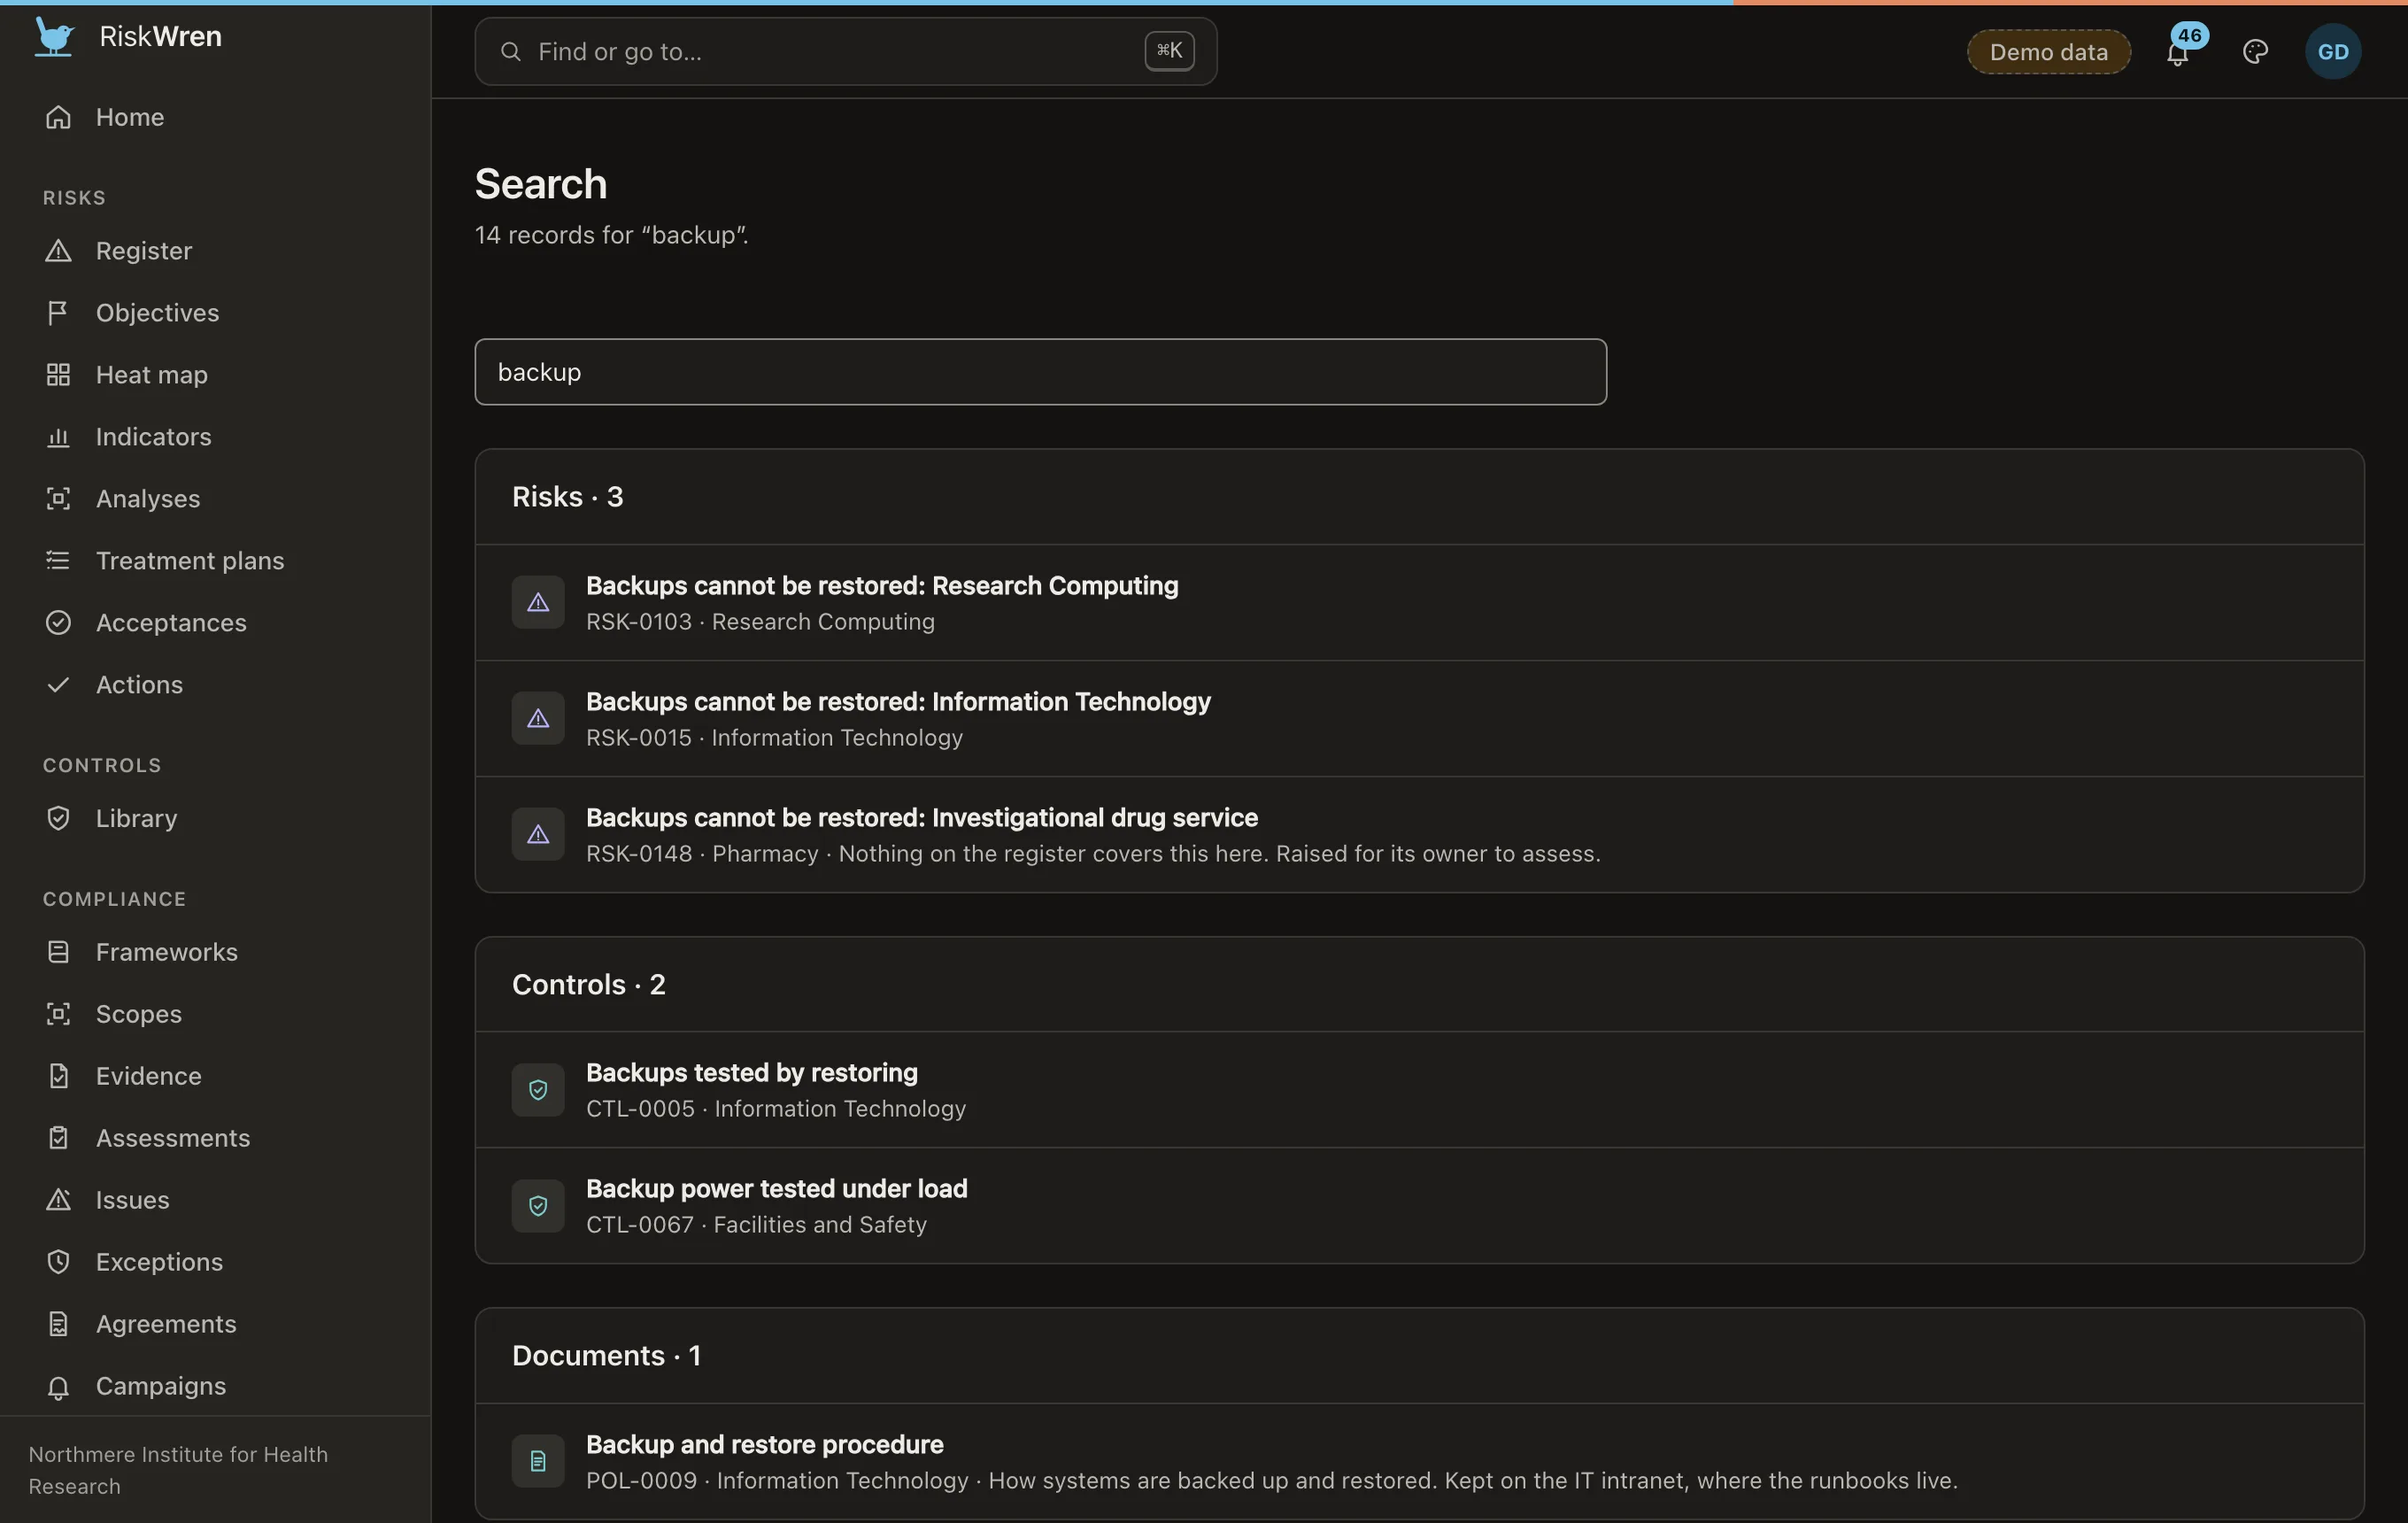 RiskWren
Find or go to...
⌘K
Demo data
46
GD
Home
RISKS
Register
Objectives
Heat map
Indicators
Analyses
Treatment plans
Acceptances
Actions
CONTROLS
Library
COMPLIANCE
Frameworks
Scopes
Evidence
Assessments
Issues
Exceptions
Agreements
Campaigns
Northmere Institute for Health
Research
Search
14 records for “backup”.
backup
Risks · 3
Backups cannot be restored: Research Computing
RSK-0103 · Research Computing
Backups cannot be restored: Information Technology
RSK-0015 · Information Technology
Backups cannot be restored: Investigational drug service
RSK-0148 · Pharmacy · Nothing on the register covers this here. Raised for its owner to assess.
Controls · 2
Backups tested by restoring
CTL-0005 · Information Technology
Backup power tested under load
CTL-0067 · Facilities and Safety
Documents · 1
Backup and restore procedure
POL-0009 · Information Technology · How systems are backed up and restored. Kept on the IT intranet, where the runbooks live.